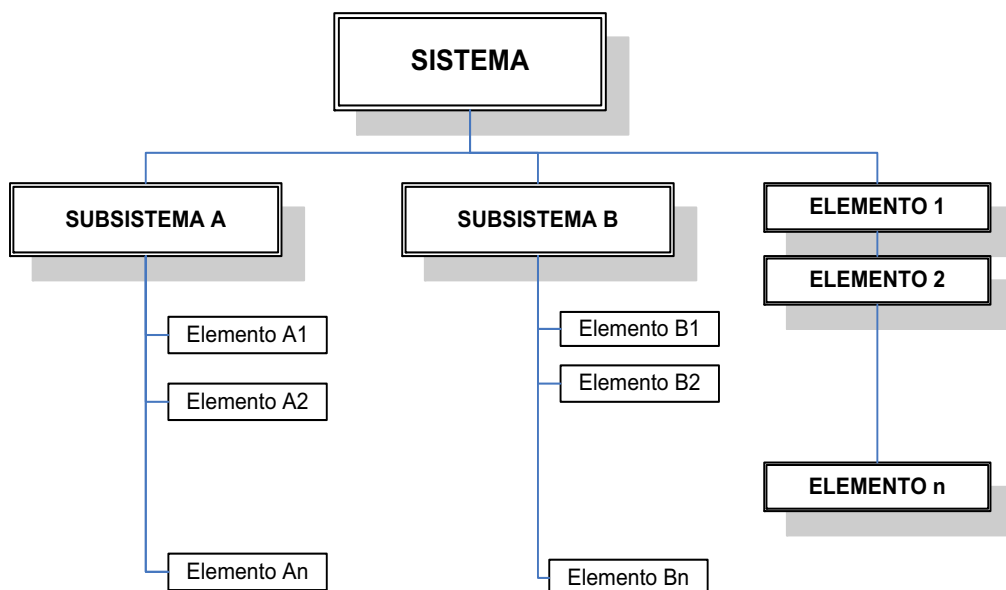 SISTEMA
SUBSISTEMA A
SUBSISTEMA B
ELEMENTO 1
ELEMENTO 2
Elemento A1
Elemento A2
Elemento An
Elemento B1
Elemento B2
Elemento Bn
ELEMENTO n